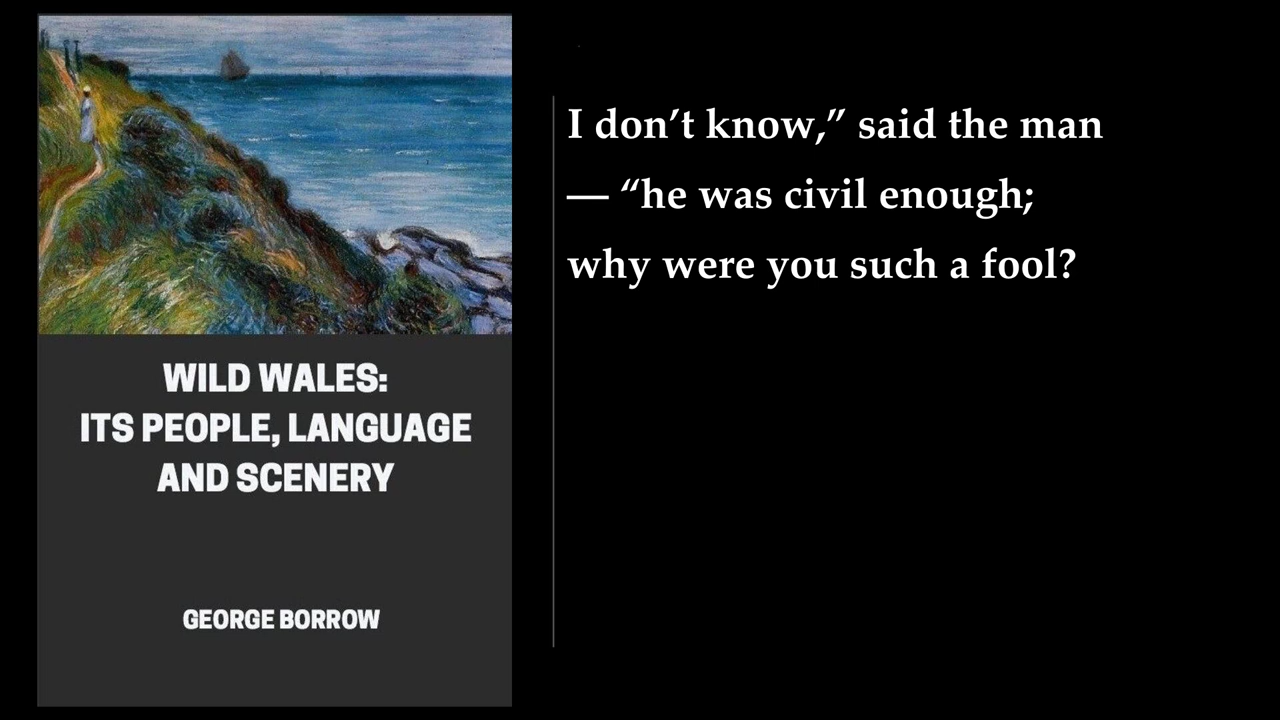 WILD WALES:
ITS PEOPLE, LANGUAGE
AND SCENERY
GEORGE BORROW
I don’t know,” said the man
— “he was civil enough;
why were you such a fool?